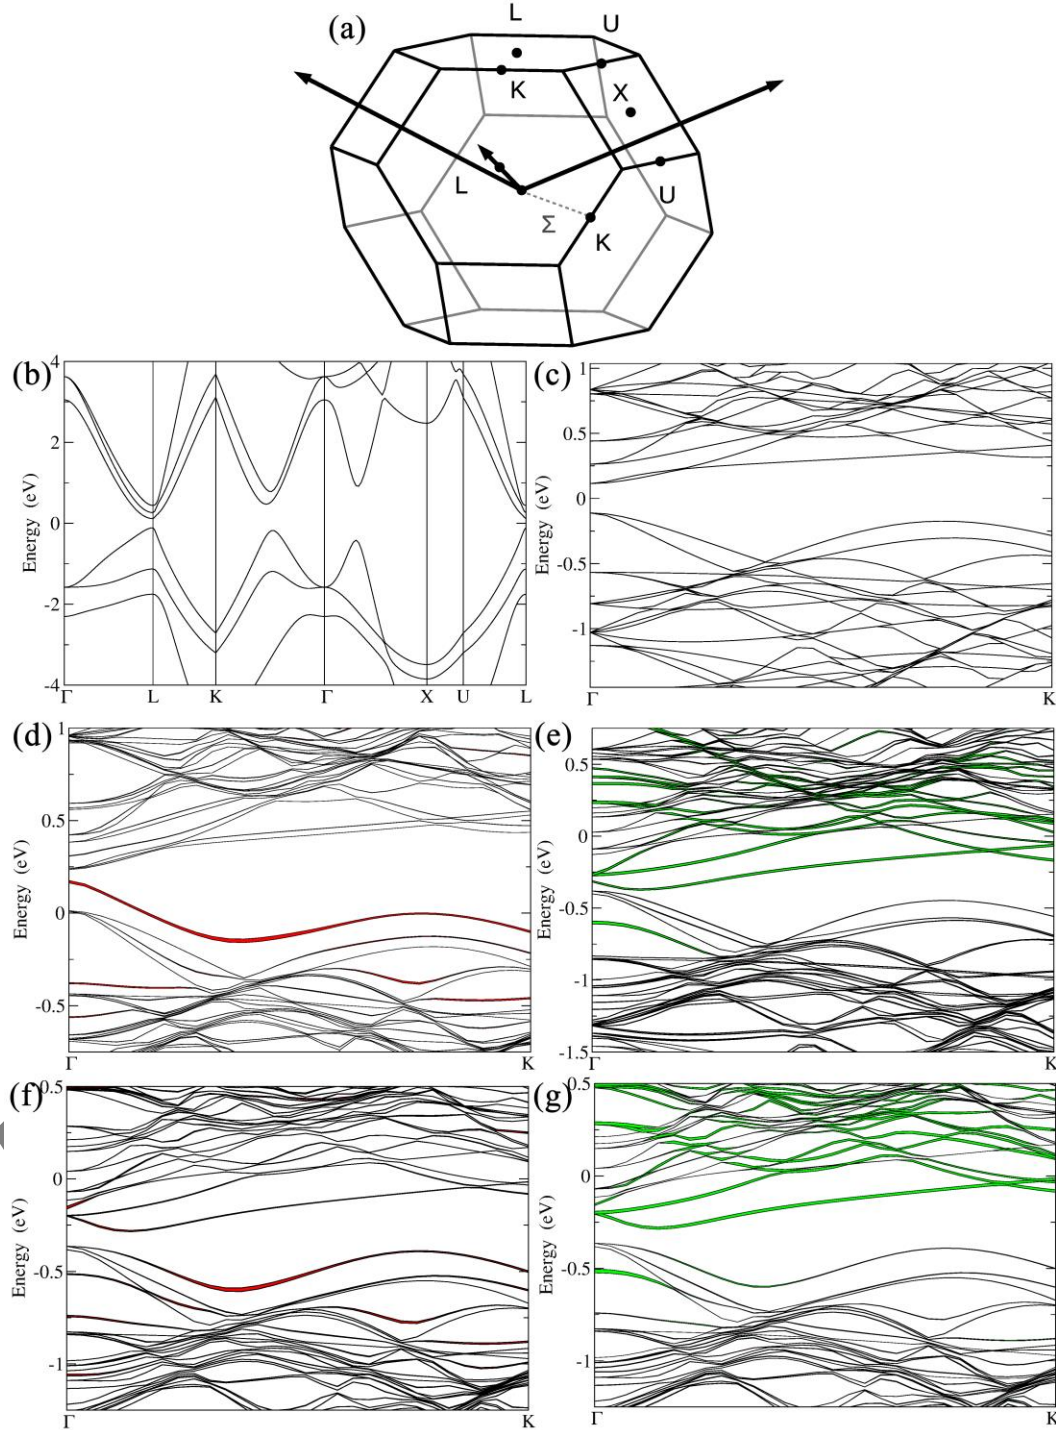 (a)
L
U
K
X
L
U
Σ
K
(b)
4
2
0
-2
-4
Energy (eV)
Γ L K Γ X U L
(c)
1
0.5
0
-0.5
-1
Energy (eV)
Γ K
(d)
1
0.5
0
-0.5
Energy (eV)
Γ K
(e)
0.5
0
-0.5
-1
-1.5
Energy (eV)
Γ K
(f)
0.5
0
-0.5
-1
Energy (eV)
Γ K
(g)
0.5
0
-0.5
-1
Energy (eV)
Γ K